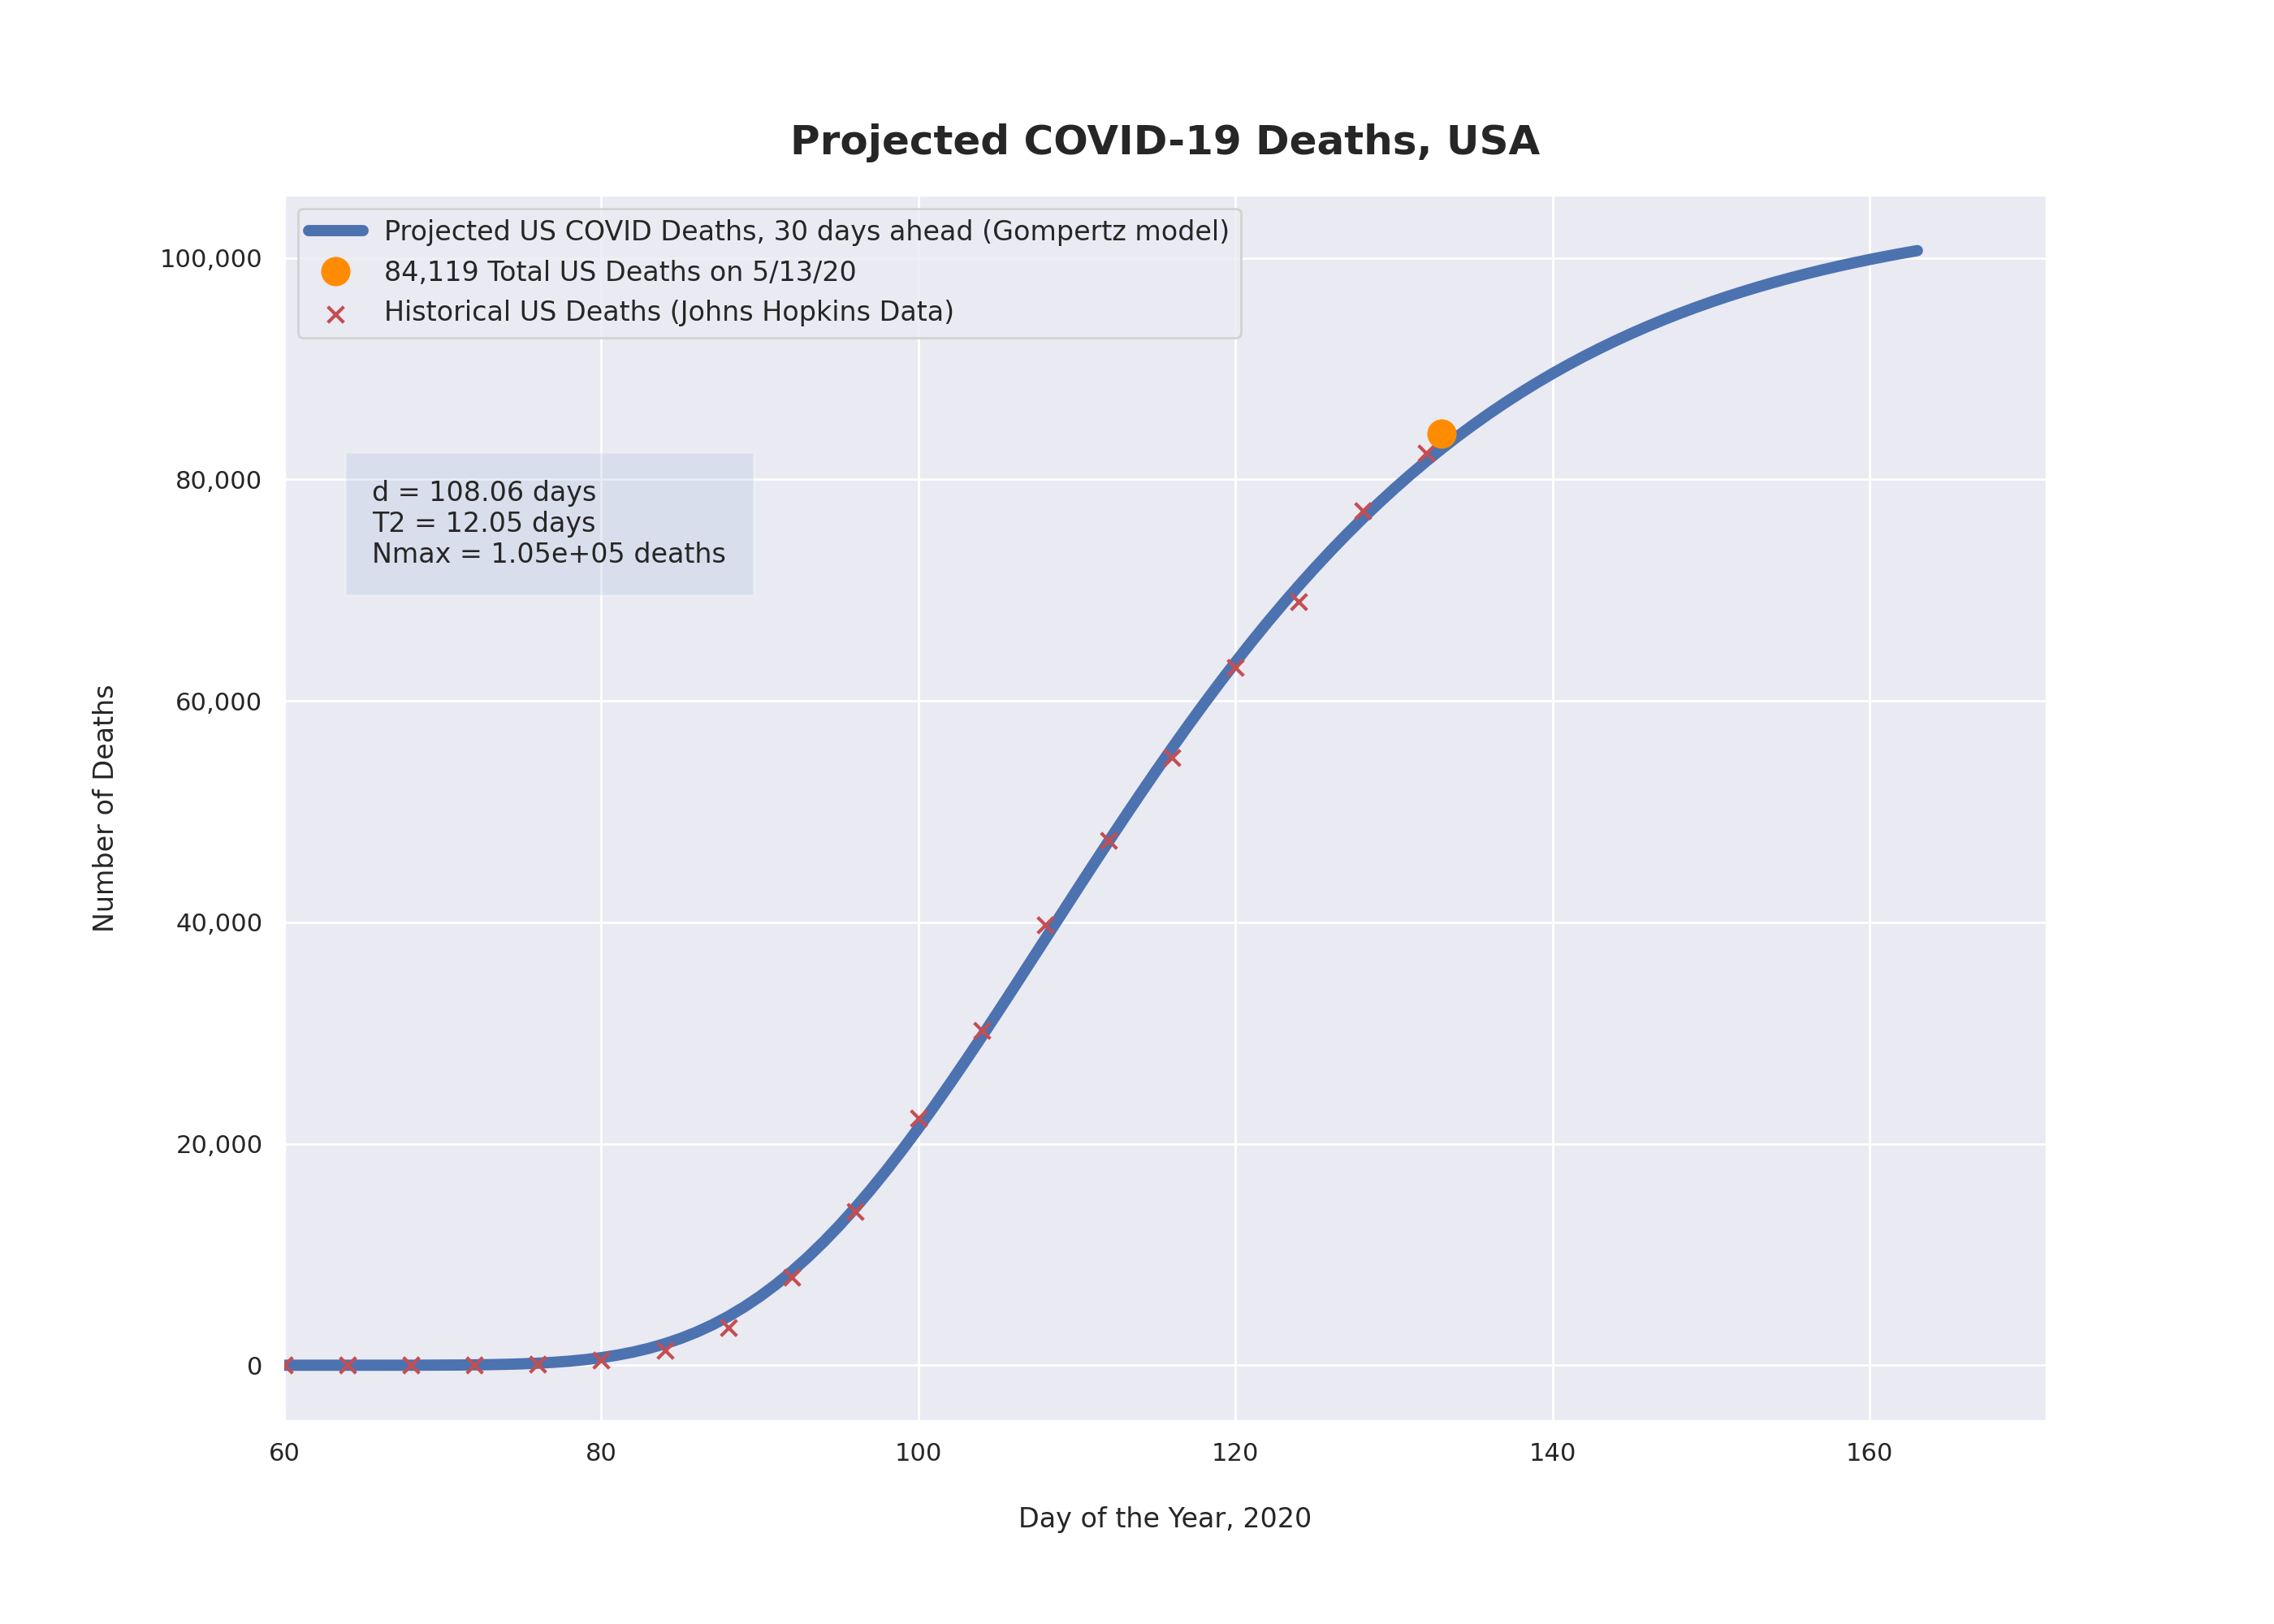 Projected COVID-19 Deaths, USA
Projected US COVID Deaths, 30 days ahead (Gompertz model)
84,119 Total US Deaths on 5/13/20
Historical US Deaths (Johns Hopkins Data)
d = 108.06 days
T2 = 12.05 days
Nmax = 1.05e+05 deaths
Number of Deaths
100,000
80,000
60,000
40,000
20,000
0
60 80 100 120 140 160
Day of the Year, 2020